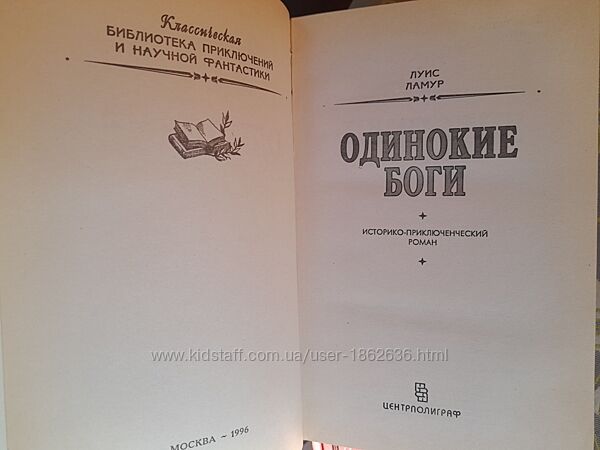 Классическая
БИБЛИОТЕКА ПРИКЛЮЧЕНИЙ
И НАУЧНОЙ ФАНТАСТИКИ
МОСКВА ~ 1996
ЛУИС
ЛАМУР
ОДИНОКИЕ
БОГИ
ИСТОРИКО-ПРИКЛЮЧЕНЧЕСКИЙ
РОМАН
ЦЕНТРПОЛИГРАФ
www.kidstaff.com.ua/user-1862636.html